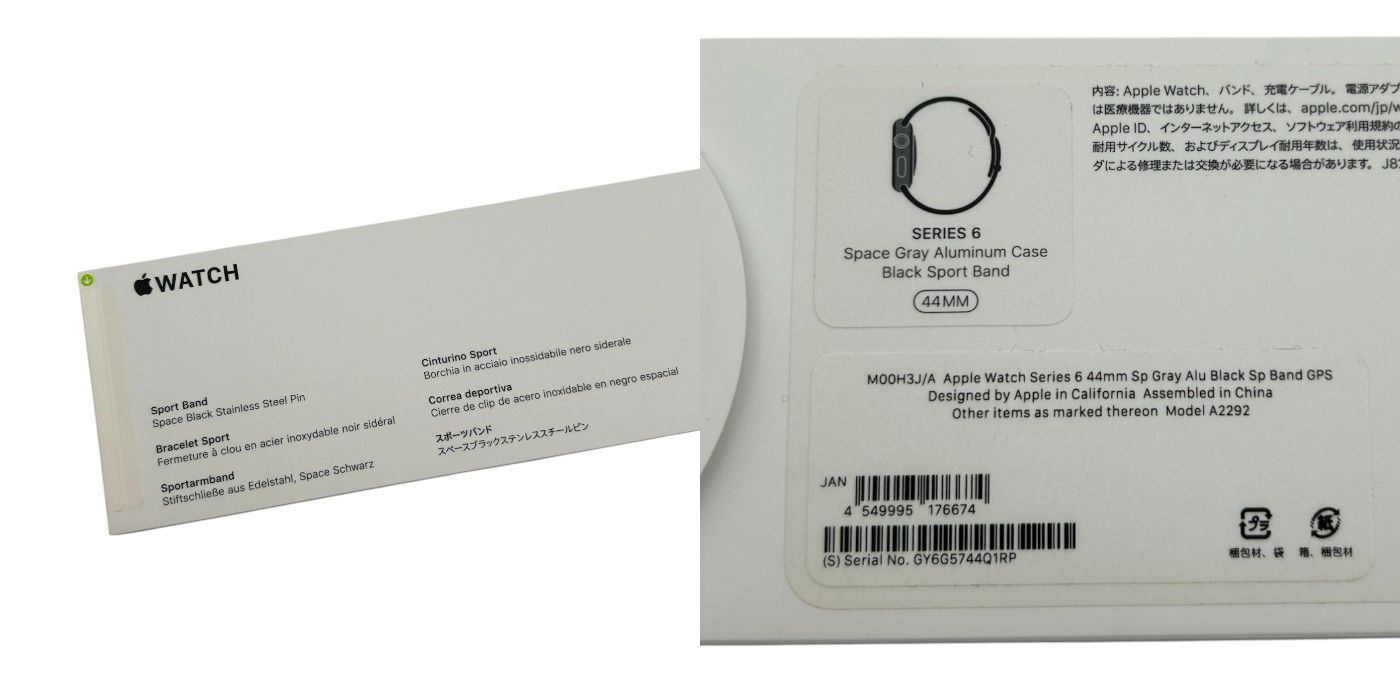 WATCH
Sport Band
Space Black Stainless Steel Pin
Bracelet Sport
Fermeture à clou en acier inoxydable noir sidéral
Sportarmband
Stiftschließe aus Edelstahl, Space Schwarz
Cinturino Sport
Borchia in acciaio inossidabile nero siderale
Correa deportiva
Cierre de clip de acero inoxidable en negro espacial
スポーツバンド
スペースブラックステンレススチールピン
SERIES 6
Space Gray Aluminum Case
Black Sport Band
44MM
内容: Apple Watch、バンド、充電ケーブル。電源アダプ
は医療機器ではありません。詳しくは、apple.com/jp/w
Apple ID、インターネットアクセス、ソフトウェア利用規約の
耐用サイクル数、およびディスプレイ耐用年数は、使用状況
ダによる修理または交換が必要になる場合があります。J82
M00H3J/A Apple Watch Series 6 44mm Sp Gray Alu Black Sp Band GPS
Designed by Apple in California Assembled in China
Other items as marked thereon Model A2292
JAN
4 549995 176674
(S) Serial No. GY6G5744Q1RP
プラ
梱包材、袋
紙
箱、梱包材